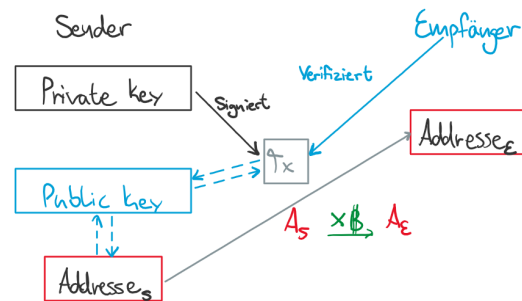 Sender
Empfänger
Verifiziert
Private key
Signiert
Addresse_E
Tx
Public key
A_S x₿ A_E
Addresse_S